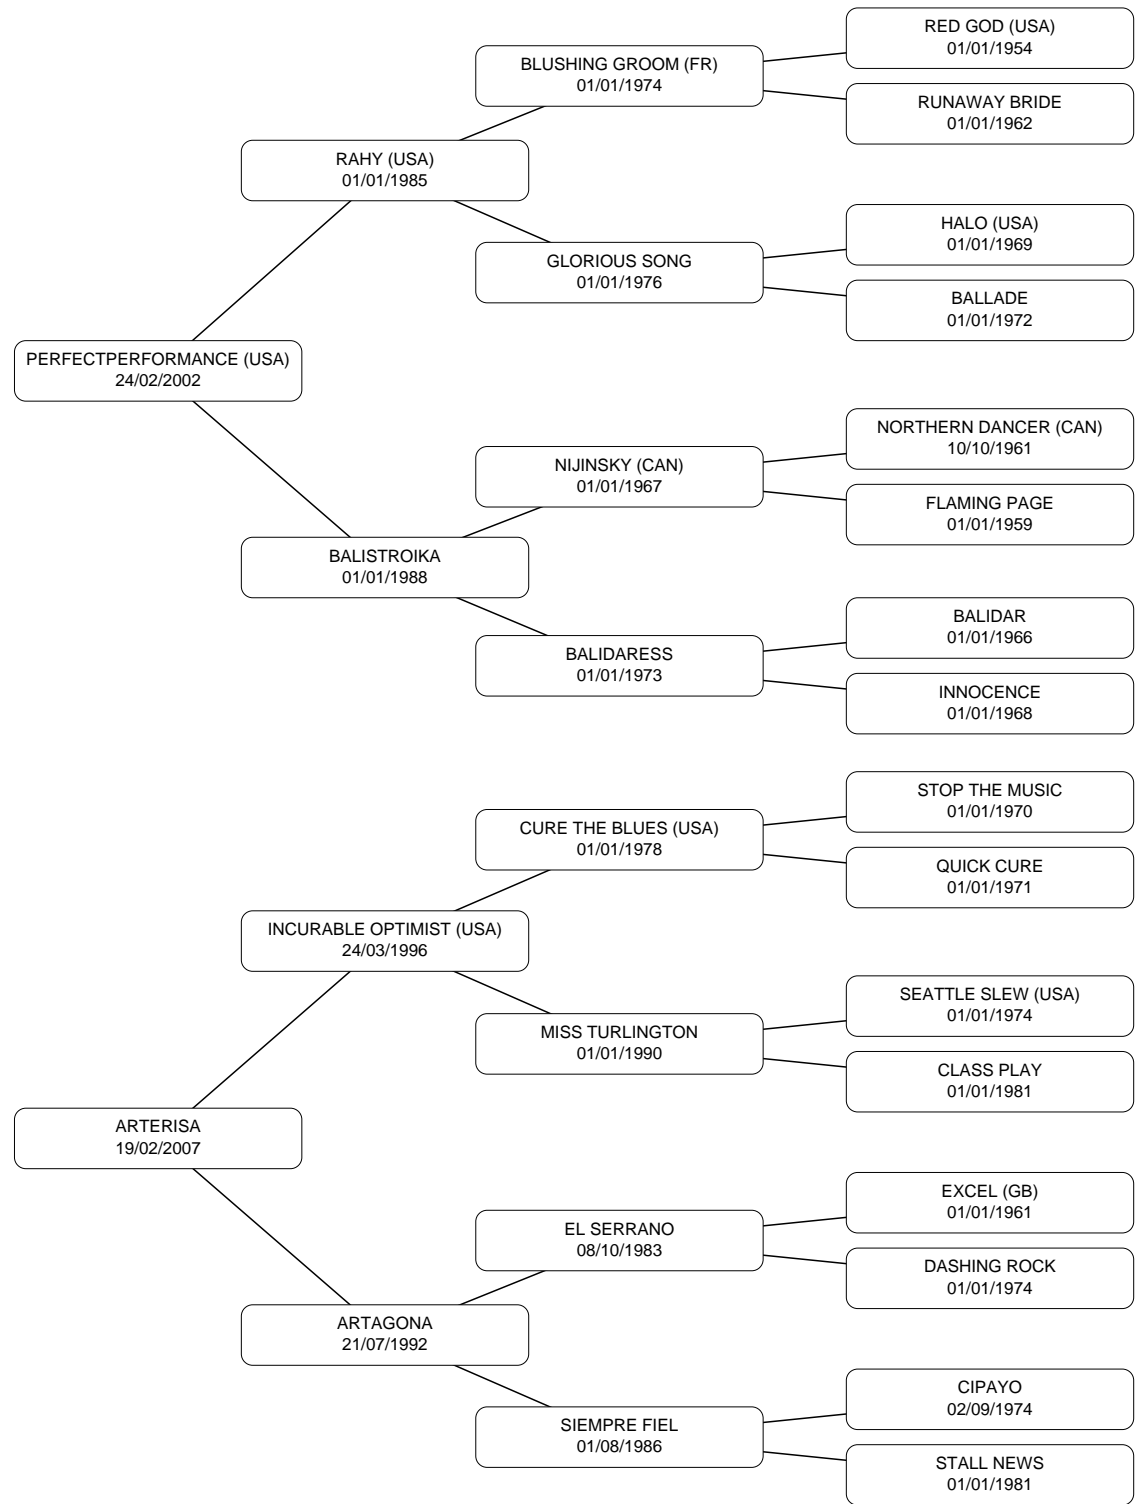 RED GOD (USA)
01/01/1954
BLUSHING GROOM (FR)
01/01/1974
RUNAWAY BRIDE
01/01/1962
RAHY (USA)
01/01/1985
HALO (USA)
01/01/1969
GLORIOUS SONG
01/01/1976
BALLADE
01/01/1972
PERFECTPERFORMANCE (USA)
24/02/2002
NORTHERN DANCER (CAN)
10/10/1961
NIJINSKY (CAN)
01/01/1967
FLAMING PAGE
01/01/1959
BALISTROIKA
01/01/1988
BALIDAR
01/01/1966
BALIDARESS
01/01/1973
INNOCENCE
01/01/1968
STOP THE MUSIC
01/01/1970
CURE THE BLUES (USA)
01/01/1978
QUICK CURE
01/01/1971
INCURABLE OPTIMIST (USA)
24/03/1996
SEATTLE SLEW (USA)
01/01/1974
MISS TURLINGTON
01/01/1990
CLASS PLAY
01/01/1981
ARTERISA
19/02/2007
EXCEL (GB)
01/01/1961
EL SERRANO
08/10/1983
DASHING ROCK
01/01/1974
ARTAGONA
21/07/1992
CIPAYO
02/09/1974
SIEMPRE FIEL
01/08/1986
STALL NEWS
01/01/1981